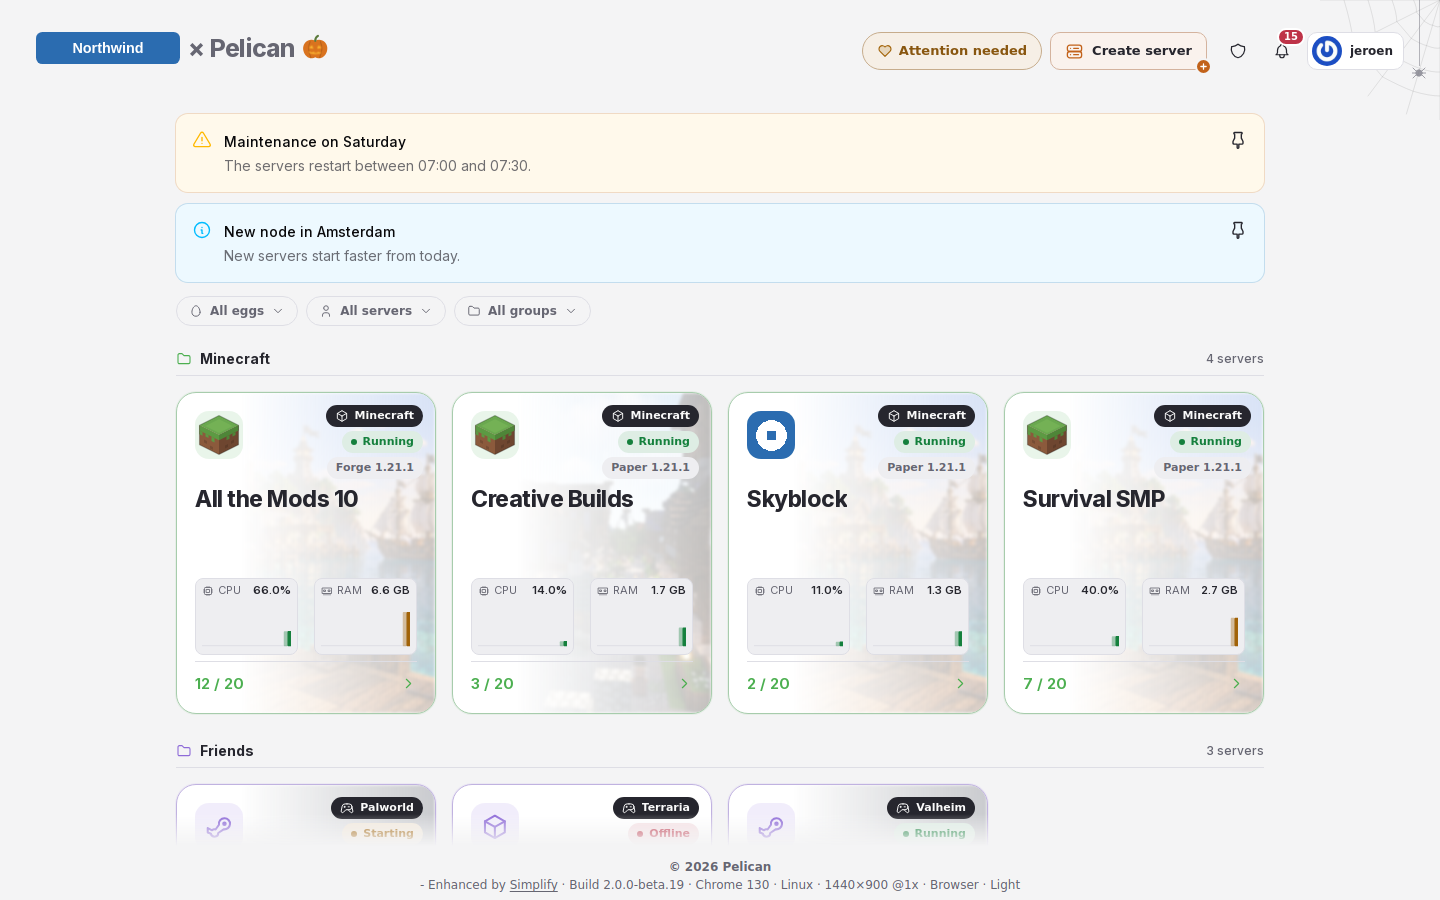 Northwind × Pelican
Attention needed
Create server
15
jeroen
Maintenance on Saturday
The servers restart between 07:00 and 07:30.
New node in Amsterdam
New servers start faster from today.
All eggs
All servers
All groups
Minecraft
4 servers
Minecraft
Running
Forge 1.21.1
All the Mods 10
CPU 66.0%
RAM 6.6 GB
12 / 20
Minecraft
Running
Paper 1.21.1
Creative Builds
CPU 14.0%
RAM 1.7 GB
3 / 20
Minecraft
Running
Paper 1.21.1
Skyblock
CPU 11.0%
RAM 1.3 GB
2 / 20
Minecraft
Running
Paper 1.21.1
Survival SMP
CPU 40.0%
RAM 2.7 GB
7 / 20
Friends
3 servers
Palworld
Starting
Terraria
Offline
Valheim
Running
© 2026 Pelican
- Enhanced by Simplify · Build 2.0.0-beta.19 · Chrome 130 · Linux · 1440×900 @1x · Browser · Light